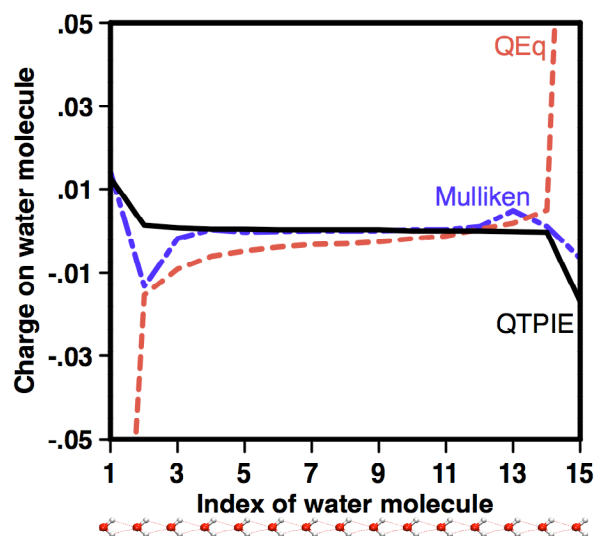 .05
.03
.01
-.01
-.03
-.05
Charge on water molecule
QEq
Mulliken
QTPIE
1 3 5 7 9 11 13 15
Index of water molecule